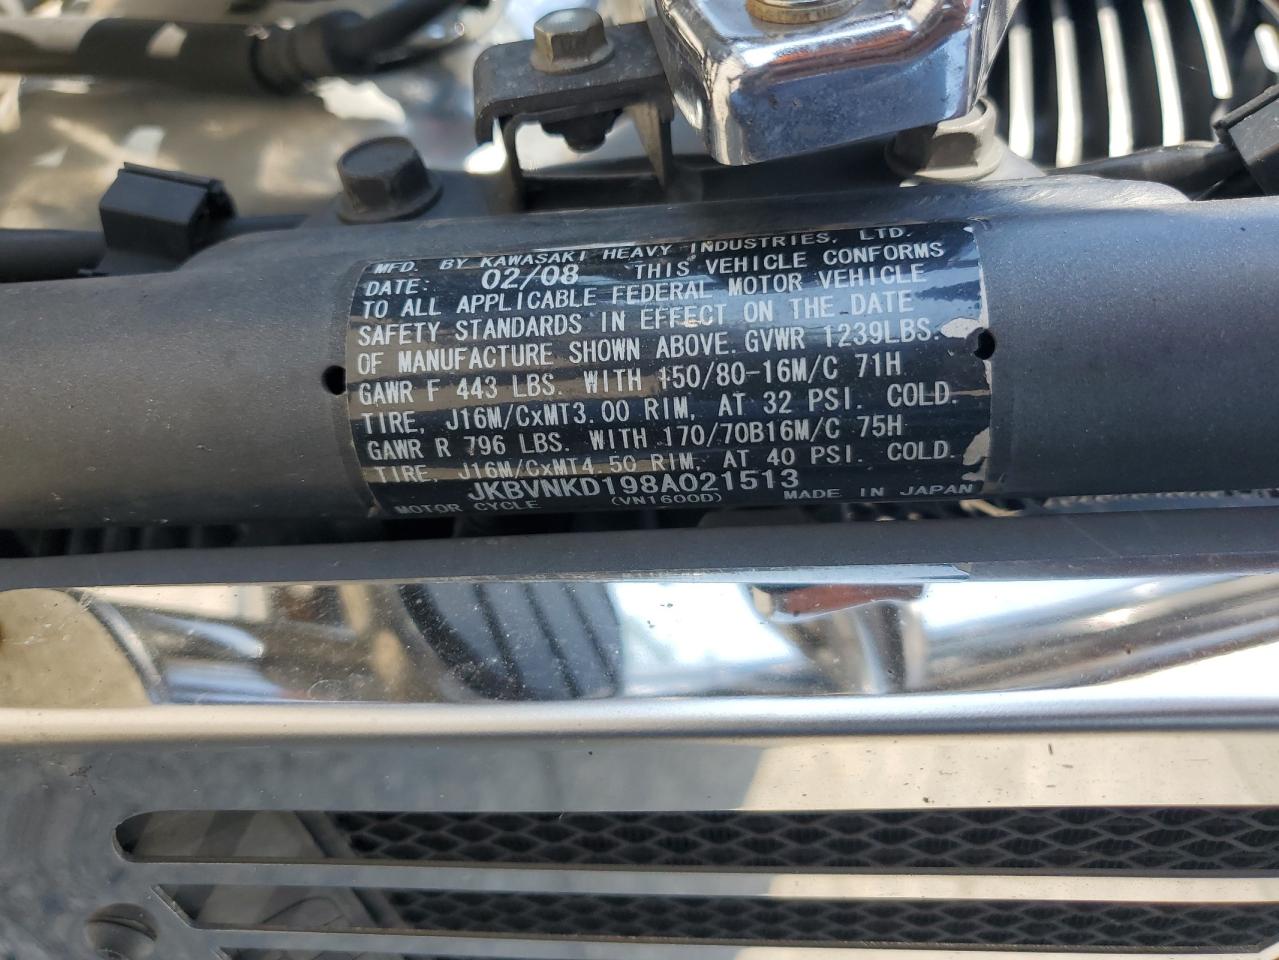 MFD. BY KAWASAKI HEAVY INDUSTRIES, LTD.
DATE: 02/08 THIS VEHICLE CONFORMS
TO ALL APPLICABLE FEDERAL MOTOR VEHICLE
SAFETY STANDARDS IN EFFECT ON THE DATE
OF MANUFACTURE SHOWN ABOVE. GVWR 1239LBS.
GAWR F 443 LBS. WITH 150/80-16M/C 71H
TIRE, J16M/CxMT3.00 RIM, AT 32 PSI. COLD.
GAWR R 796 LBS. WITH 170/70B16M/C 75H
TIRE, J16M/CxMT4.50 RIM, AT 40 PSI. COLD.
JKBVNKD198A021513
MOTOR CYCLE (VN1600D) MADE IN JAPAN